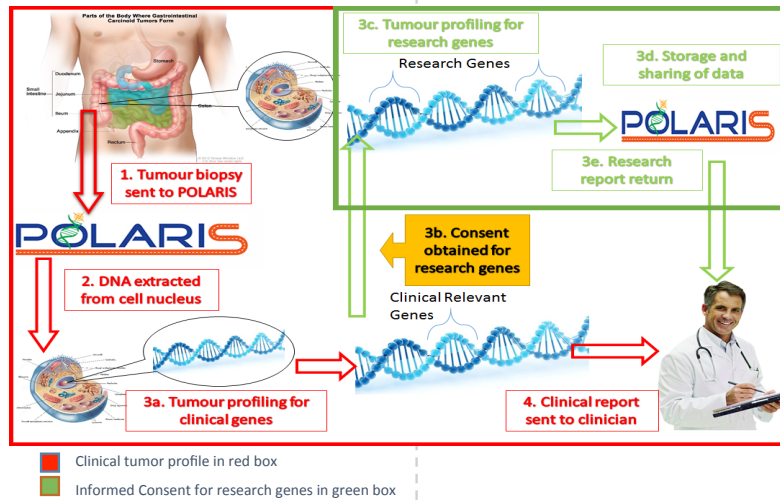 Parts of the Body Where Gastrointestinal
Carcinoid Tumors Form
Stomach
Duodenum
Small
Intestine
Jejunum
Colon
Ileum
Appendix
Rectum
1. Tumour biopsy
sent to POLARIS
POLARIS
2. DNA extracted
from cell nucleus
3a. Tumour profiling for
clinical genes
3b. Consent
obtained for
research genes
Clinical Relevant
Genes
3c. Tumour profiling for
research genes
Research Genes
3d. Storage and
sharing of data
POLARIS
3e. Research
report return
4. Clinical report
sent to clinician
Clinical tumor profile in red box
Informed Consent for research genes in green box